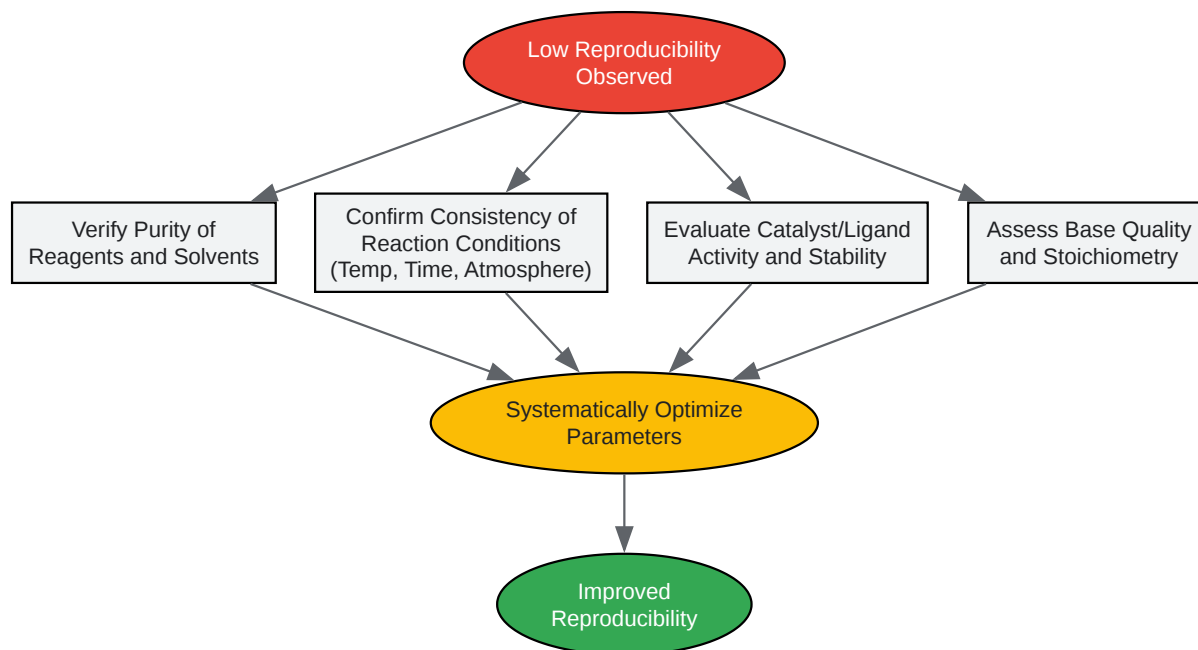 Low Reproducibility
Observed
Verify Purity of
Reagents and Solvents
Confirm Consistency of
Reaction Conditions
(Temp, Time, Atmosphere)
Evaluate Catalyst/Ligand
Activity and Stability
Assess Base Quality
and Stoichiometry
Systematically Optimize
Parameters
Improved
Reproducibility